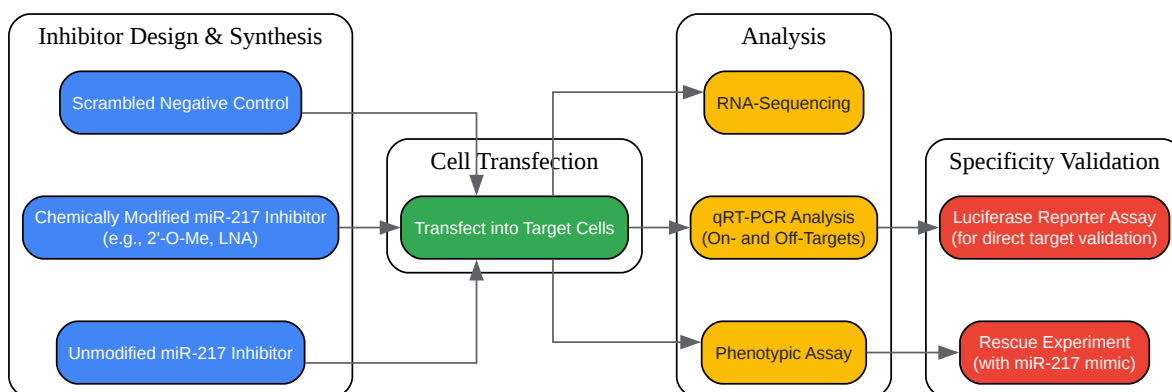 Inhibitor Design & Synthesis
Scrambled Negative Control
Chemically Modified miR-217 Inhibitor
(e.g., 2'-O-Me, LNA)
Unmodified miR-217 Inhibitor
Cell Transfection
Transfect into Target Cells
Analysis
RNA-Sequencing
qRT-PCR Analysis
(On- and Off-Targets)
Phenotypic Assay
Specificity Validation
Luciferase Reporter Assay
(for direct target validation)
Rescue Experiment
(with miR-217 mimic)